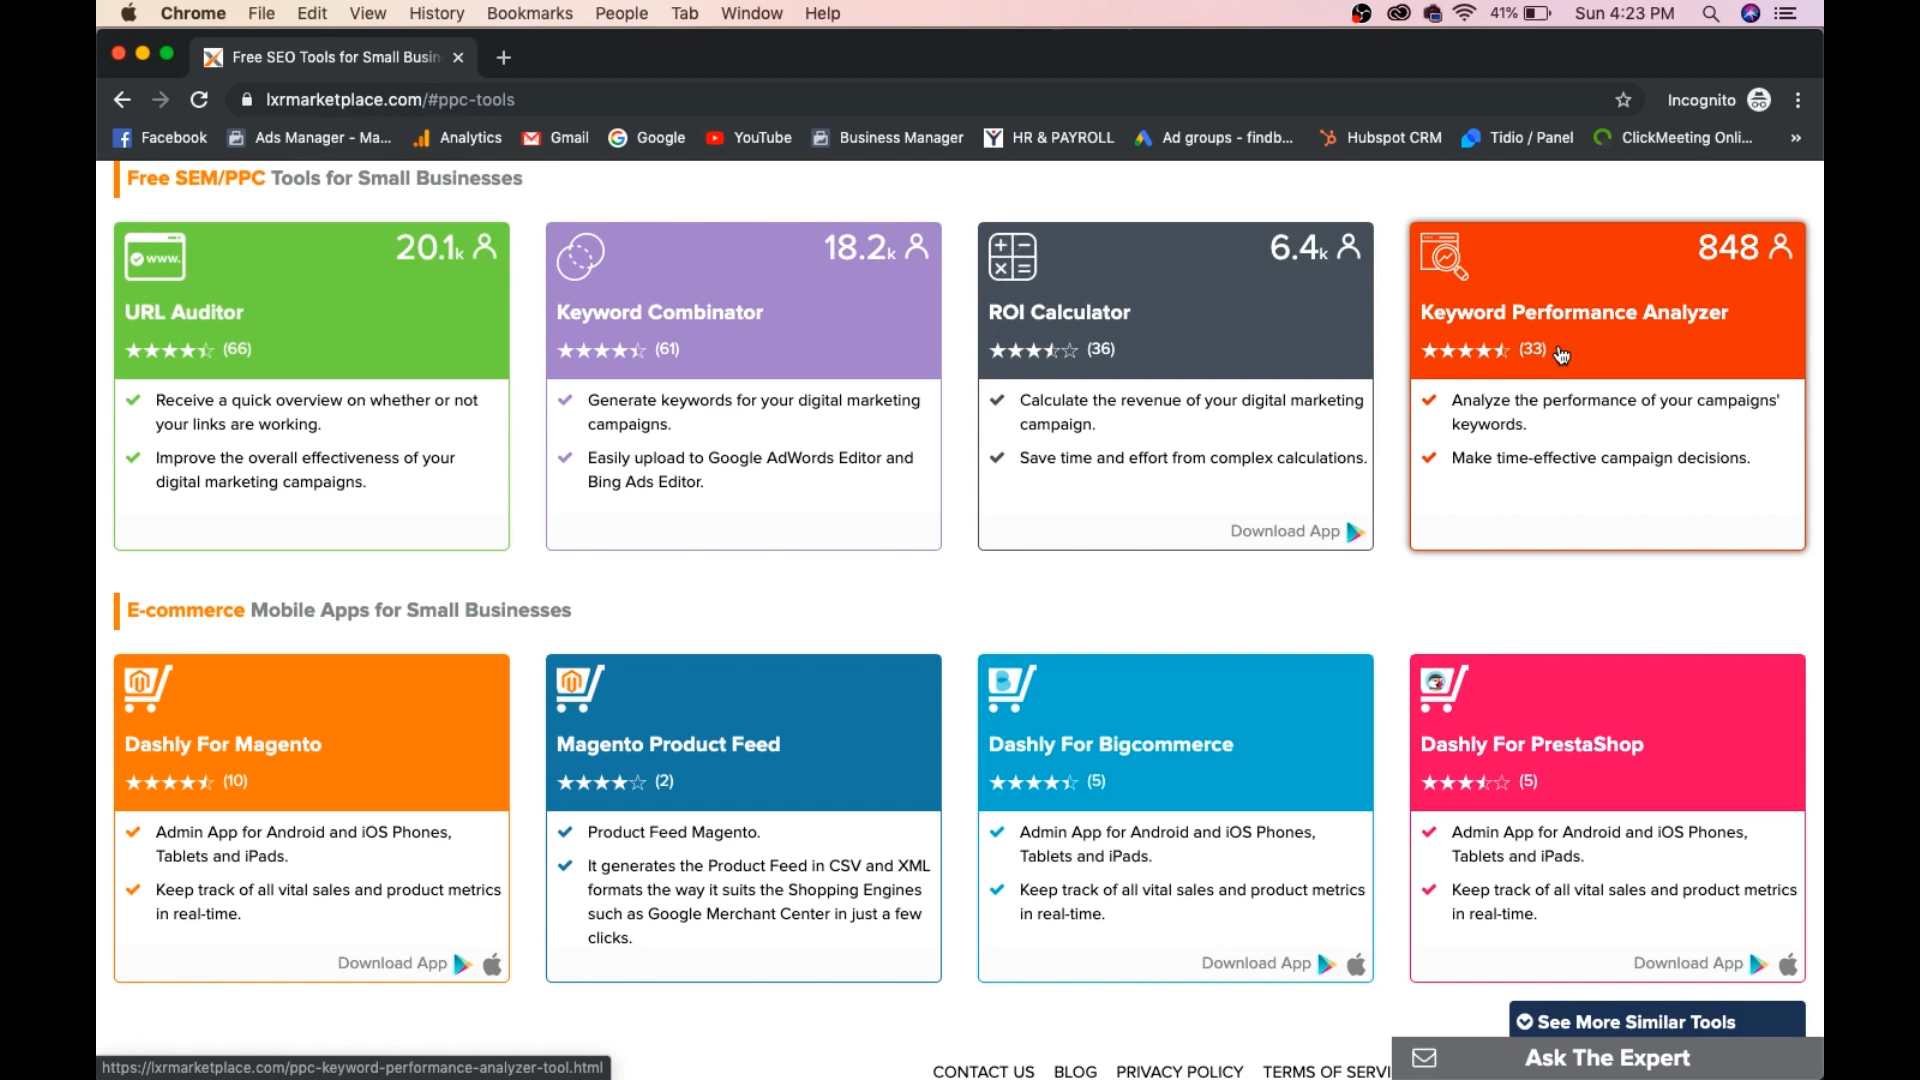 Chrome File Edit View History Bookmarks People Tab Window Help 41% Sun 4:23 PM
Free SEO Tools for Small Busin
lxrmarketplace.com/#ppc-tools Incognito
Facebook Ads Manager - Ma... Analytics Gmail Google YouTube Business Manager HR & PAYROLL Ad groups - findb... Hubspot CRM Tidio / Panel ClickMeeting Onli... »
Free SEM/PPC Tools for Small Businesses
www.
20.1k
URL Auditor
(66)
Receive a quick overview on whether or not
your links are working.
Improve the overall effectiveness of your
digital marketing campaigns.
18.2k
Keyword Combinator
(61)
Generate keywords for your digital marketing
campaigns.
Easily upload to Google AdWords Editor and
Bing Ads Editor.
6.4k
ROI Calculator
(36)
Calculate the revenue of your digital marketing
campaign.
Save time and effort from complex calculations.
Download App
848
Keyword Performance Analyzer
(33)
Analyze the performance of your campaigns'
keywords.
Make time-effective campaign decisions.
E-commerce Mobile Apps for Small Businesses
Dashly For Magento
(10)
Admin App for Android and iOS Phones,
Tablets and iPads.
Keep track of all vital sales and product metrics
in real-time.
Download App
Magento Product Feed
(2)
Product Feed Magento.
It generates the Product Feed in CSV and XML
formats the way it suits the Shopping Engines
such as Google Merchant Center in just a few
clicks.
B
Dashly For Bigcommerce
(5)
Admin App for Android and iOS Phones,
Tablets and iPads.
Keep track of all vital sales and product metrics
in real-time.
Download App
Dashly For PrestaShop
(5)
Admin App for Android and iOS Phones,
Tablets and iPads.
Keep track of all vital sales and product metrics
in real-time.
Download App
See More Similar Tools
Ask The Expert
https://lxrmarketplace.com/ppc-keyword-performance-analyzer-tool.html
CONTACT US BLOG PRIVACY POLICY TERMS OF SERVI